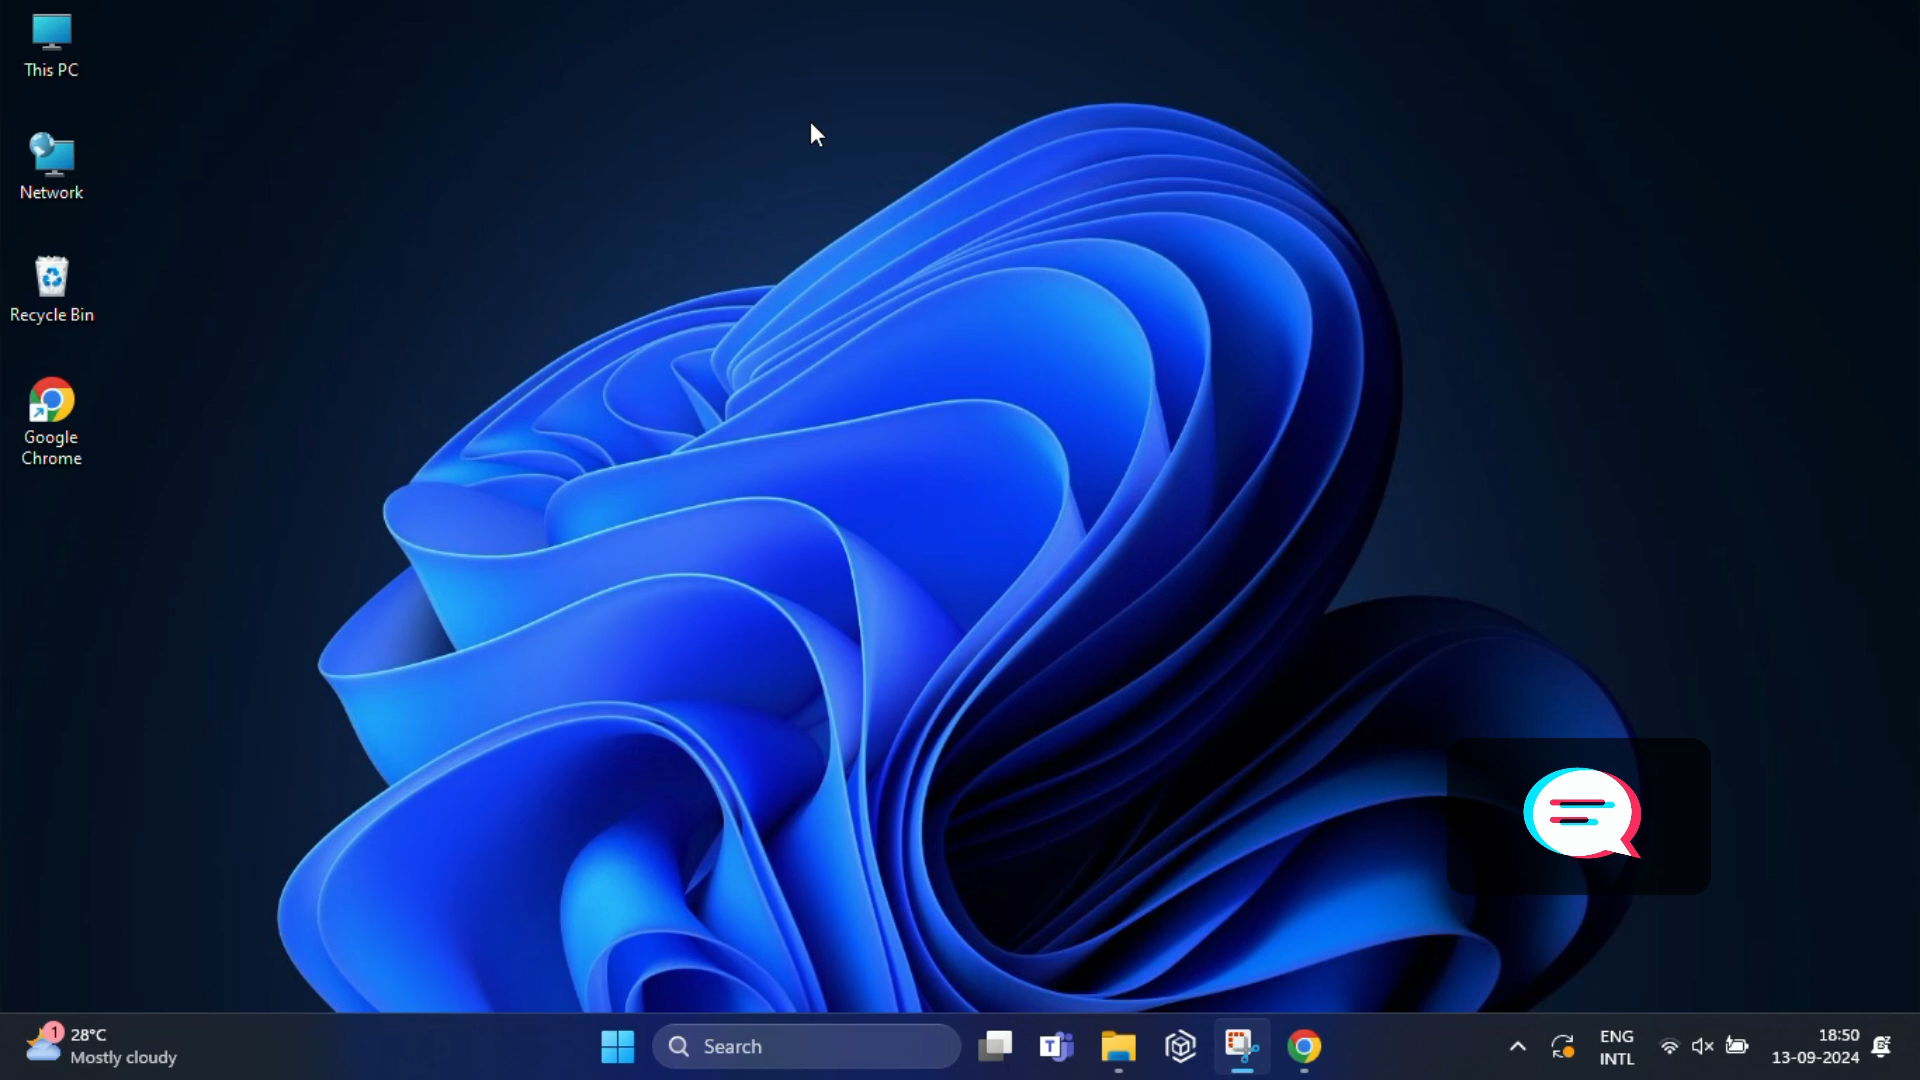 This PC
Network
Recycle Bin
Google
Chrome
1
28°C
Mostly cloudy
Search
T
ENG
INTL
18:50
13-09-2024